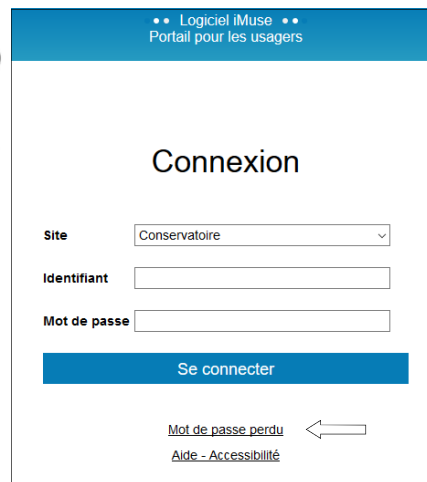 •• Logiciel iMuse ••
Portail pour les usagers
Connexion
Site Conservatoire
Identifiant
Mot de passe
Se connecter
Mot de passe perdu
Aide - Accessibilité